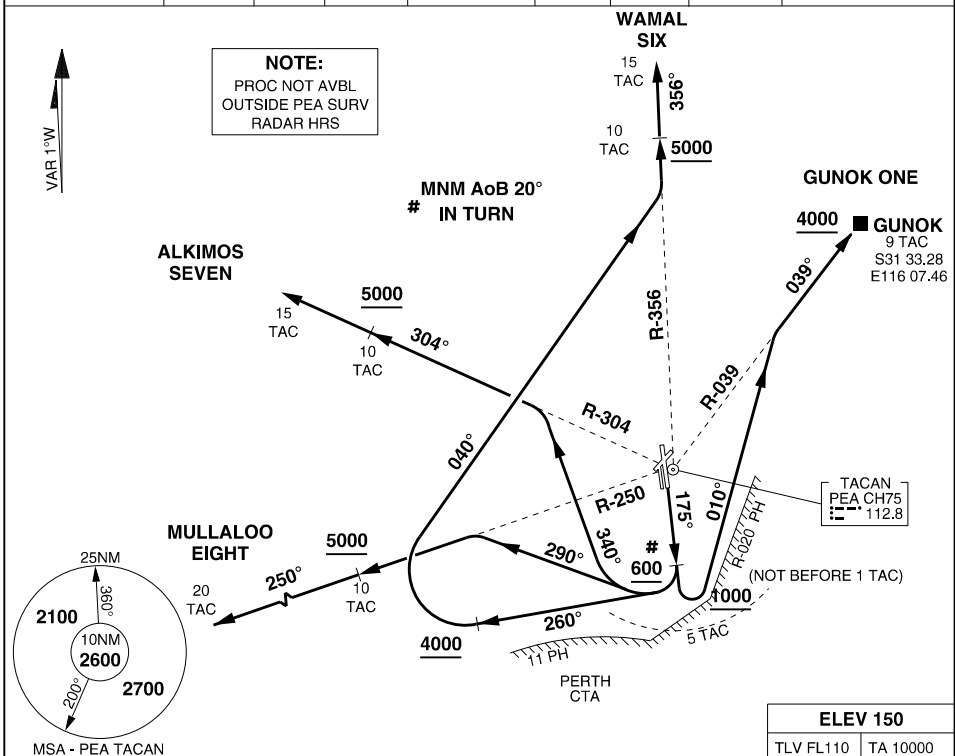 WAMAL
SIX
15
TAC
356°
NOTE:
PROC NOT AVBL
OUTSIDE PEA SURV
RADAR HRS
VAR 1°W
10
TAC
5000
MNM AoB 20°
# IN TURN
GUNOK ONE
4000
GUNOK
9 TAC
S31 33.28
E116 07.46
039°
ALKIMOS
SEVEN
5000
15
TAC
304°
10
TAC
R-356
R-039
R-304
040°
TACAN
PEA CH75
112.8
R-250
175°
010°
R-020 PH
MULLALOO
EIGHT
5000
290°
340°
#
600
(NOT BEFORE 1 TAC)
1000
250°
20
TAC
10
TAC
260°
4000
5 TAC
11 PH
PERTH
CTA
25NM
360°
2100
10NM
2600
2700
200°
MSA - PEA TACAN
ELEV 150
TLV FL110
TA 10000